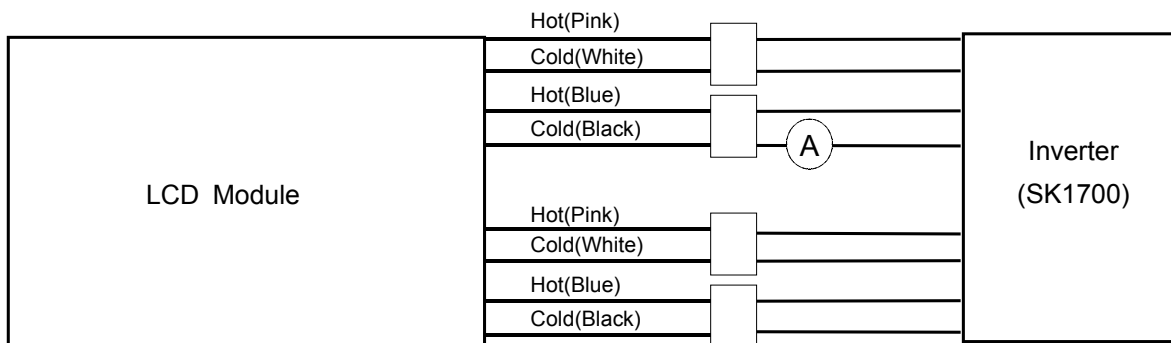 Hot(Pink)
Cold(White)
Hot(Blue)
Cold(Black)
A
Inverter
(SK1700)
LCD Module
Hot(Pink)
Cold(White)
Hot(Blue)
Cold(Black)